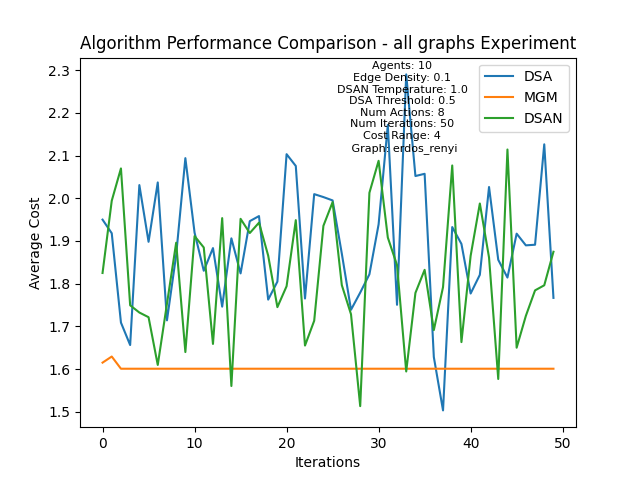 Algorithm Performance Comparison - all graphs Experiment
Agents: 10
Edge Density: 0.1
DSAN Temperature: 1.0
DSA Threshold: 0.5
Num Actions: 8
Num Iterations: 50
Cost Range: 4
Graph: erdos_renyi
DSA
MGM
DSAN
Average Cost
2.3
2.2
2.1
2.0
1.9
1.8
1.7
1.6
1.5
0
10
20
30
40
50
Iterations